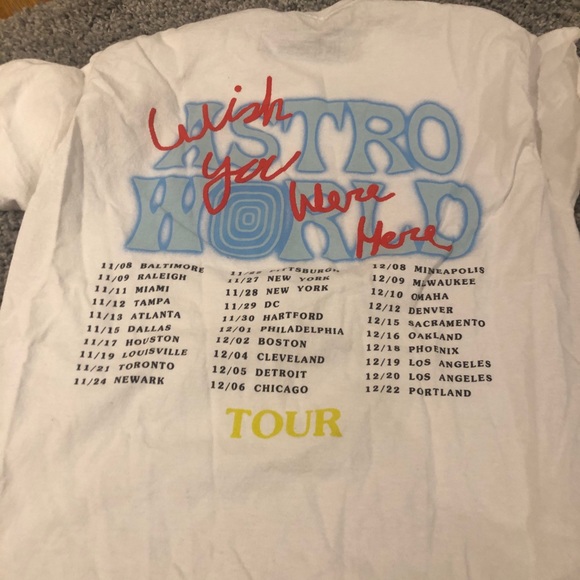 Wish
ASTRO
You
WORLD
Were
Here
11/08 BALTIMORE
11/09 RALEIGH
11/11 MIAMI
11/12 TAMPA
11/13 ATLANTA
11/15 DALLAS
11/17 HOUSTON
11/19 LOUISVILLE
11/21 TORONTO
11/24 NEWARK
PITTSBURGH
11/27 NEW YORK
11/28 NEW YORK
11/29 DC
11/30 HARTFORD
12/01 PHILADELPHIA
12/02 BOSTON
12/04 CLEVELAND
12/05 DETROIT
12/06 CHICAGO
12/08 MINEAPOLIS
12/09 MILWAUKEE
12/10 OMAHA
12/12 DENVER
12/15 SACRAMENTO
12/16 OAKLAND
12/18 PHOENIX
12/19 LOS ANGELES
12/20 LOS ANGELES
12/22 PORTLAND
TOUR